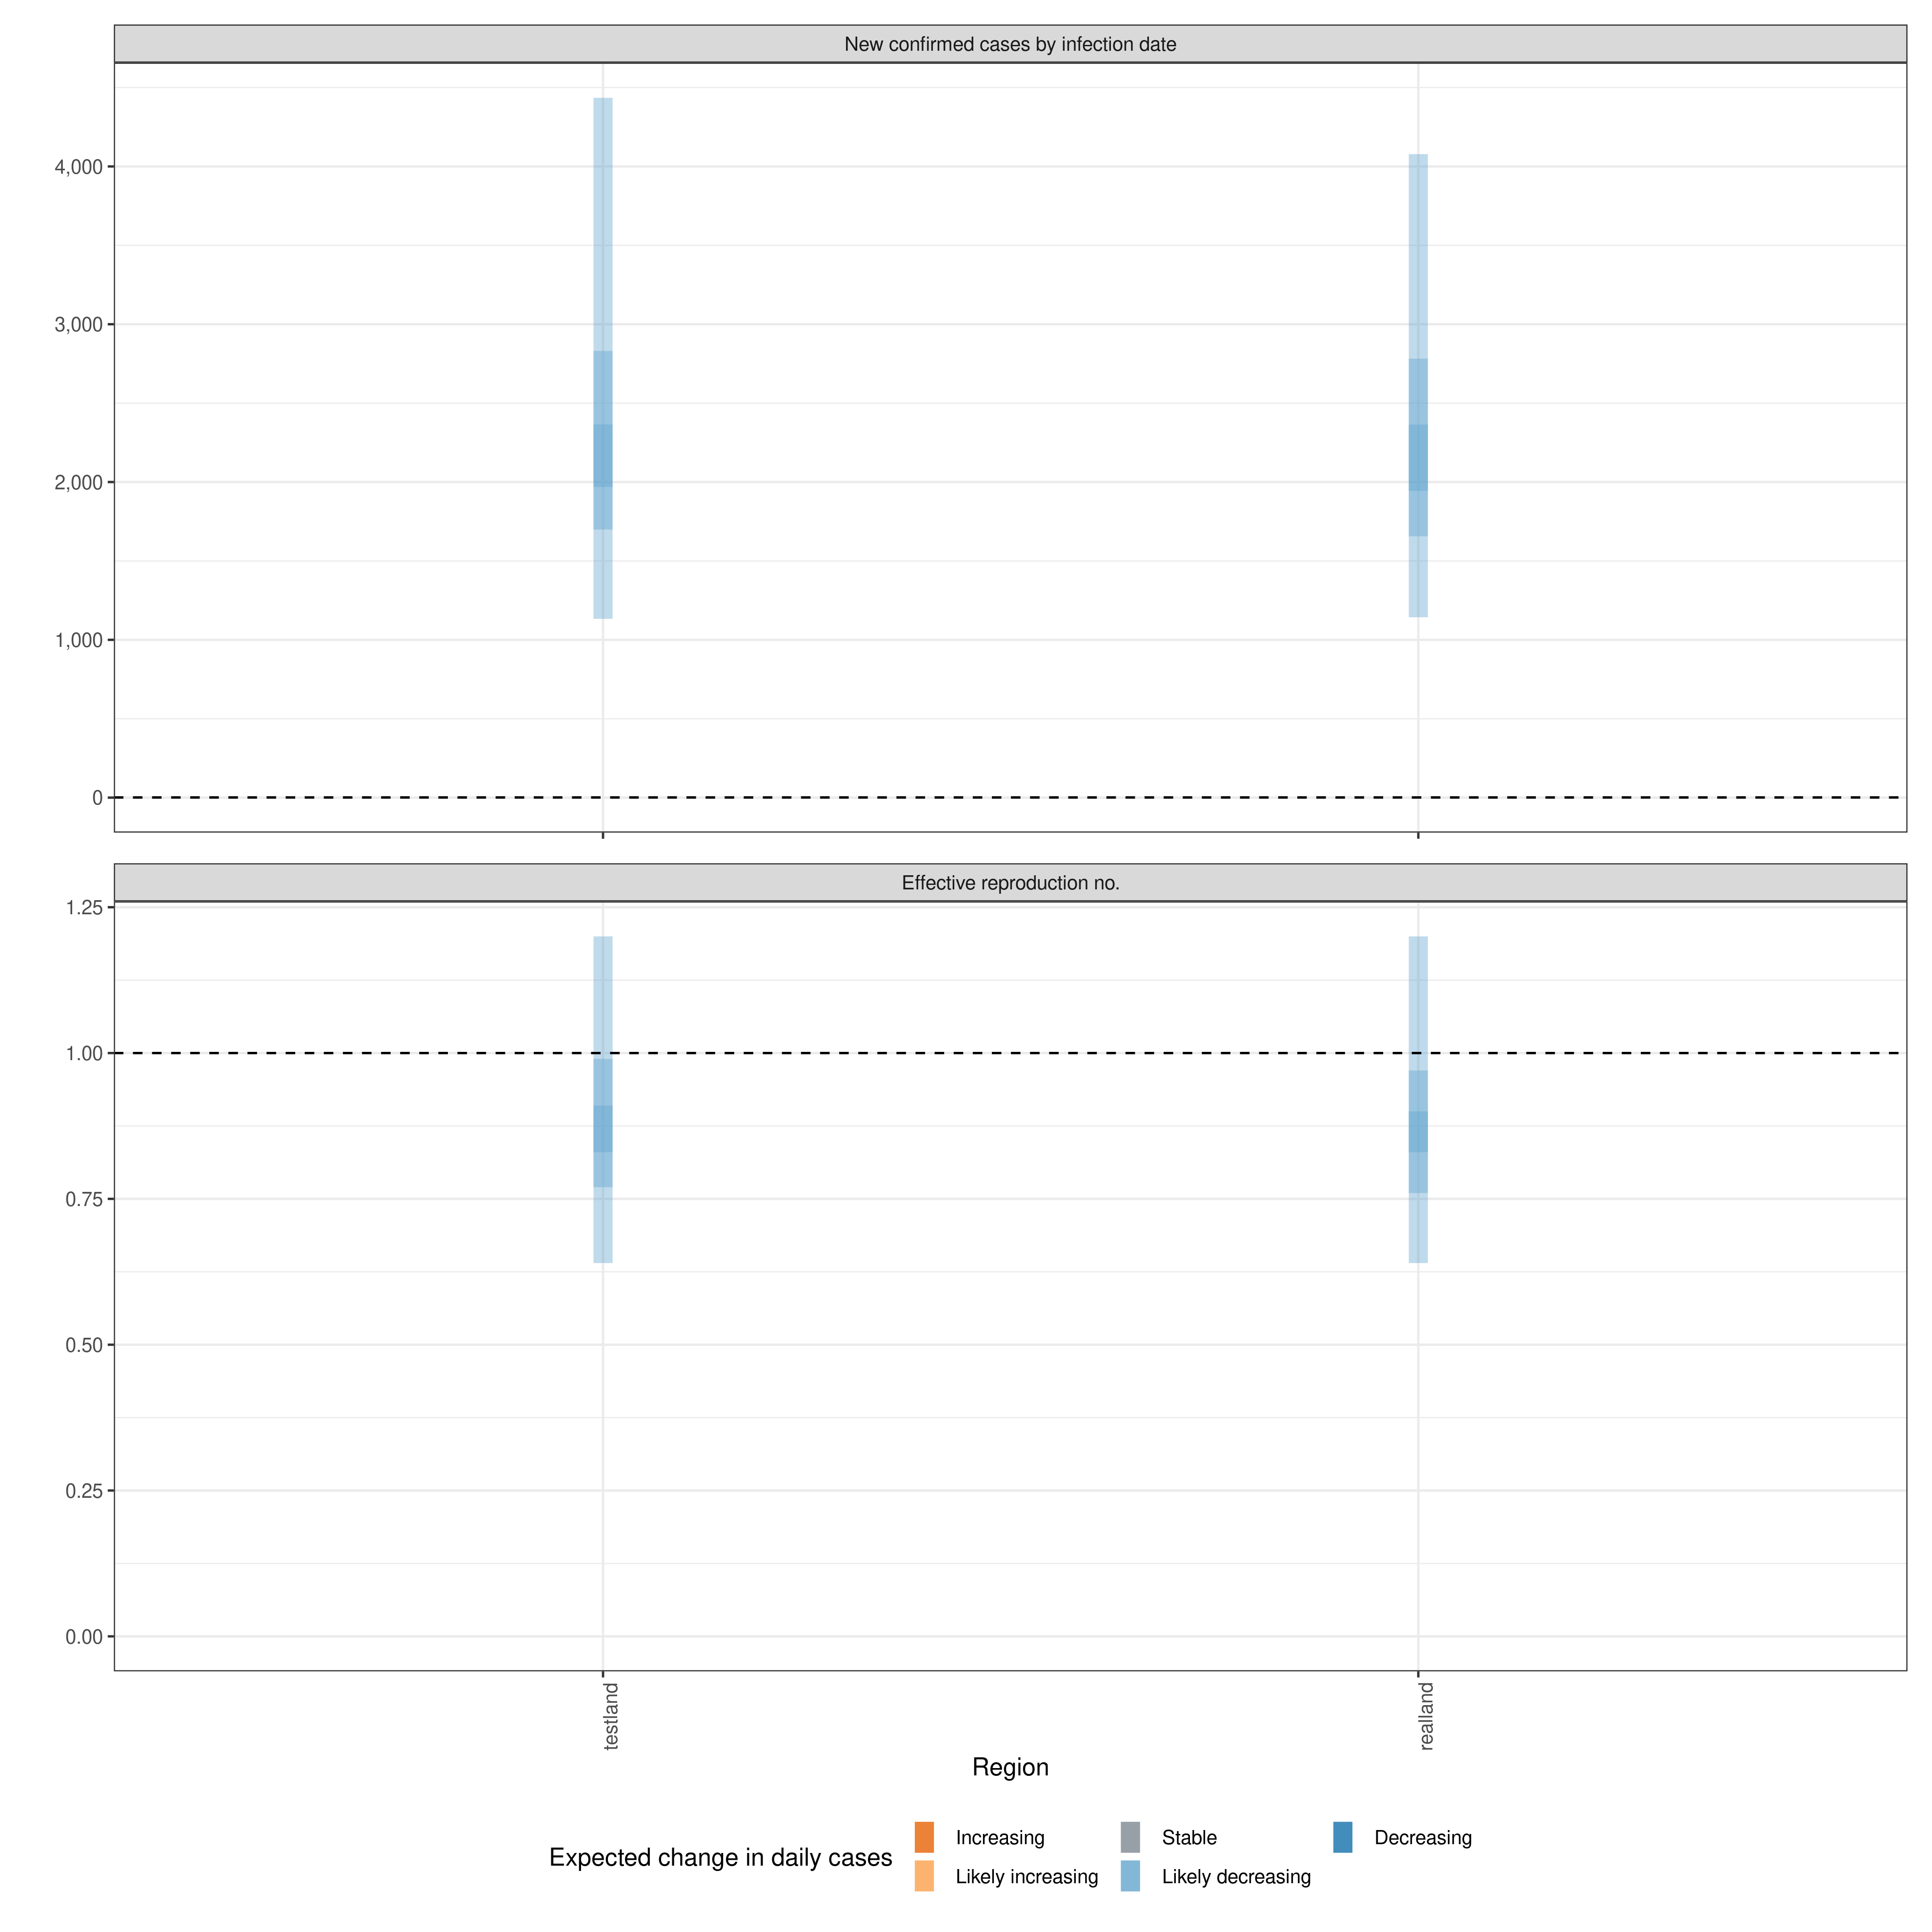 New confirmed cases by infection date
4,000
3,000
2,000
1,000
0
Effective reproduction no.
1.25
1.00
0.75
0.50
0.25
0.00
testland
realland
Region
Expected change in daily cases
Increasing
Stable
Decreasing
Likely increasing
Likely decreasing